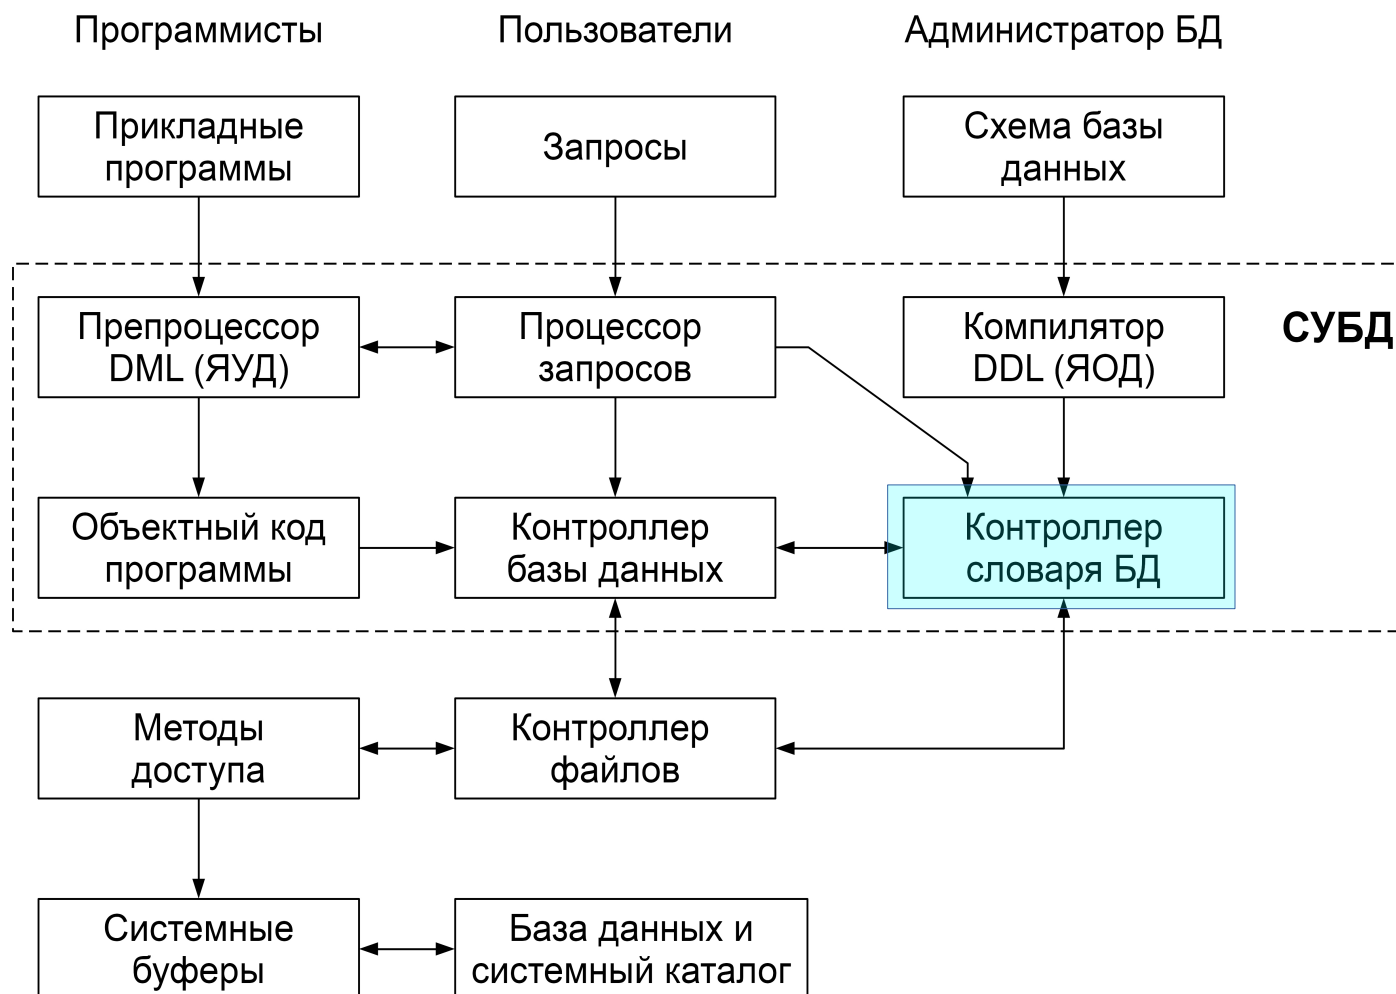 Программисты
Пользователи
Администратор БД
Прикладные
программы
Запросы
Схема базы
данных
Препроцессор
DML (ЯУД)
Процессор
запросов
Компилятор
DDL (ЯОД)
СУБД
Объектный код
программы
Контроллер
базы данных
Контроллер
словаря БД
Методы
доступа
Контроллер
файлов
Системные
буферы
База данных и
системный каталог